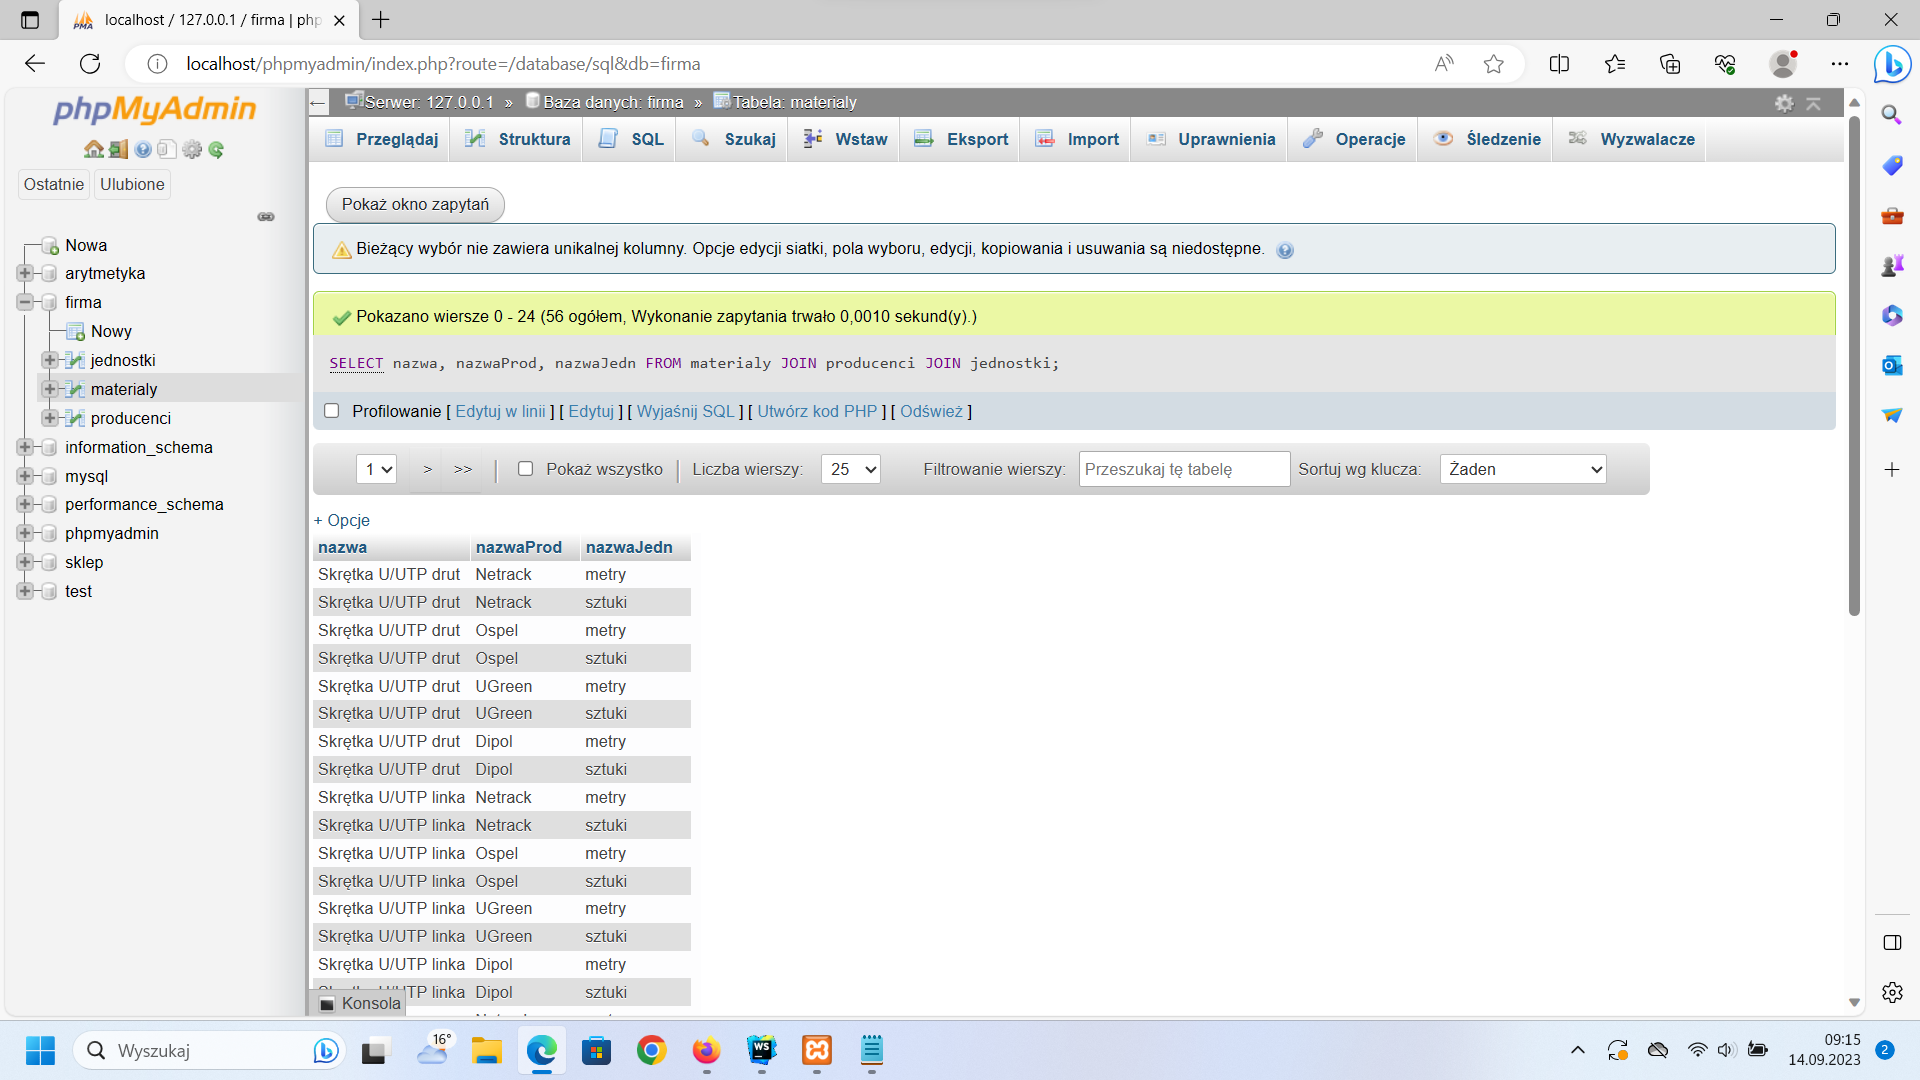 localhost / 127.0.0.1 / firma | php
localhost/phpmyadmin/index.php?route=/database/sql&db=firma
phpMyAdmin
Ostatnie Ulubione
Nowa
arytmetyka
firma
Nowy
jednostki
materialy
producenci
information_schema
mysql
performance_schema
phpmyadmin
sklep
test
Serwer: 127.0.0.1 » Baza danych: firma » Tabela: materialy
Przeglądaj Struktura SQL Szukaj Wstaw Eksport Import Uprawnienia Operacje Śledzenie Wyzwalacze
Pokaż okno zapytań
Bieżący wybór nie zawiera unikalnej kolumny. Opcje edycji siatki, pola wyboru, edycji, kopiowania i usuwania są niedostępne.
Pokazano wiersze 0 - 24 (56 ogółem, Wykonanie zapytania trwało 0,0010 sekund(y).)
SELECT nazwa, nazwaProd, nazwaJedn FROM materialy JOIN producenci JOIN jednostki;
Profilowanie [ Edytuj w linii ] [ Edytuj ] [ Wyjaśnij SQL ] [ Utwórz kod PHP ] [ Odśwież ]
1 > >> | Pokaż wszystko | Liczba wierszy: 25 Filtrowanie wierszy: Przeszukaj tę tabelę Sortuj wg klucza: Żaden
+ Opcje
nazwa nazwaProd nazwaJedn
Skrętka U/UTP drut Netrack metry
Skrętka U/UTP drut Netrack sztuki
Skrętka U/UTP drut Ospel metry
Skrętka U/UTP drut Ospel sztuki
Skrętka U/UTP drut UGreen metry
Skrętka U/UTP drut UGreen sztuki
Skrętka U/UTP drut Dipol metry
Skrętka U/UTP drut Dipol sztuki
Skrętka U/UTP linka Netrack metry
Skrętka U/UTP linka Netrack sztuki
Skrętka U/UTP linka Ospel metry
Skrętka U/UTP linka Ospel sztuki
Skrętka U/UTP linka UGreen metry
Skrętka U/UTP linka UGreen sztuki
Skrętka U/UTP linka Dipol metry
linka Dipol sztuki
Konsola
Wyszukaj
16°
WS
09:15
14.09.2023
2